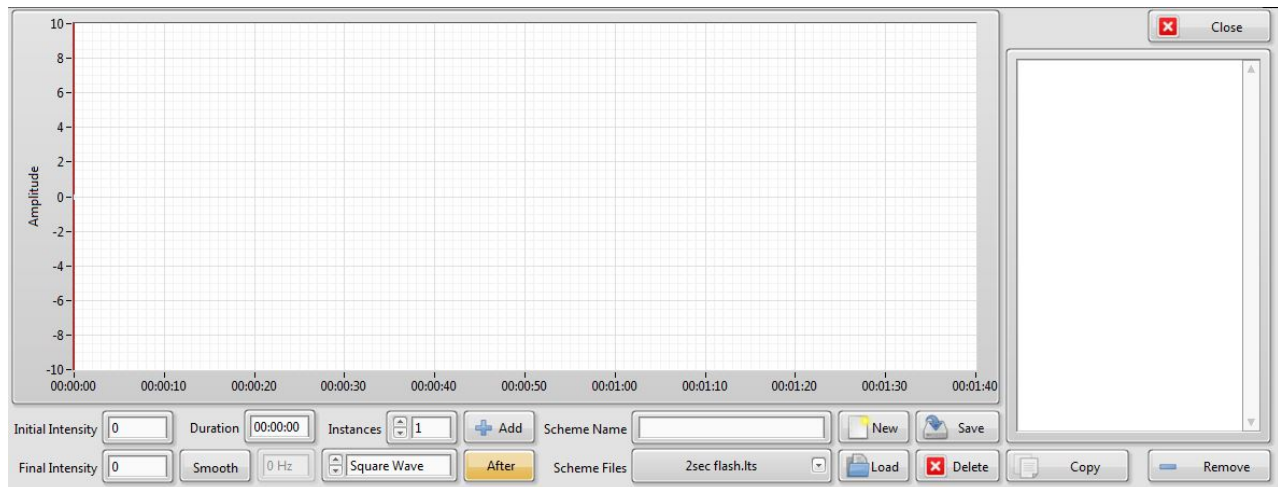 10
Close
8
6
4
2
Amplitude
0
-2
-4
-6
-8
-10
00:00:00 00:00:10 00:00:20 00:00:30 00:00:40 00:00:50 00:01:00 00:01:10 00:01:20 00:01:30 00:01:40
Initial Intensity 0 Duration 00:00:00 Instances 1 Add Scheme Name New Save
Final Intensity 0 Smooth 0 Hz Square Wave After Scheme Files 2sec flash.lts Load Delete Copy Remove